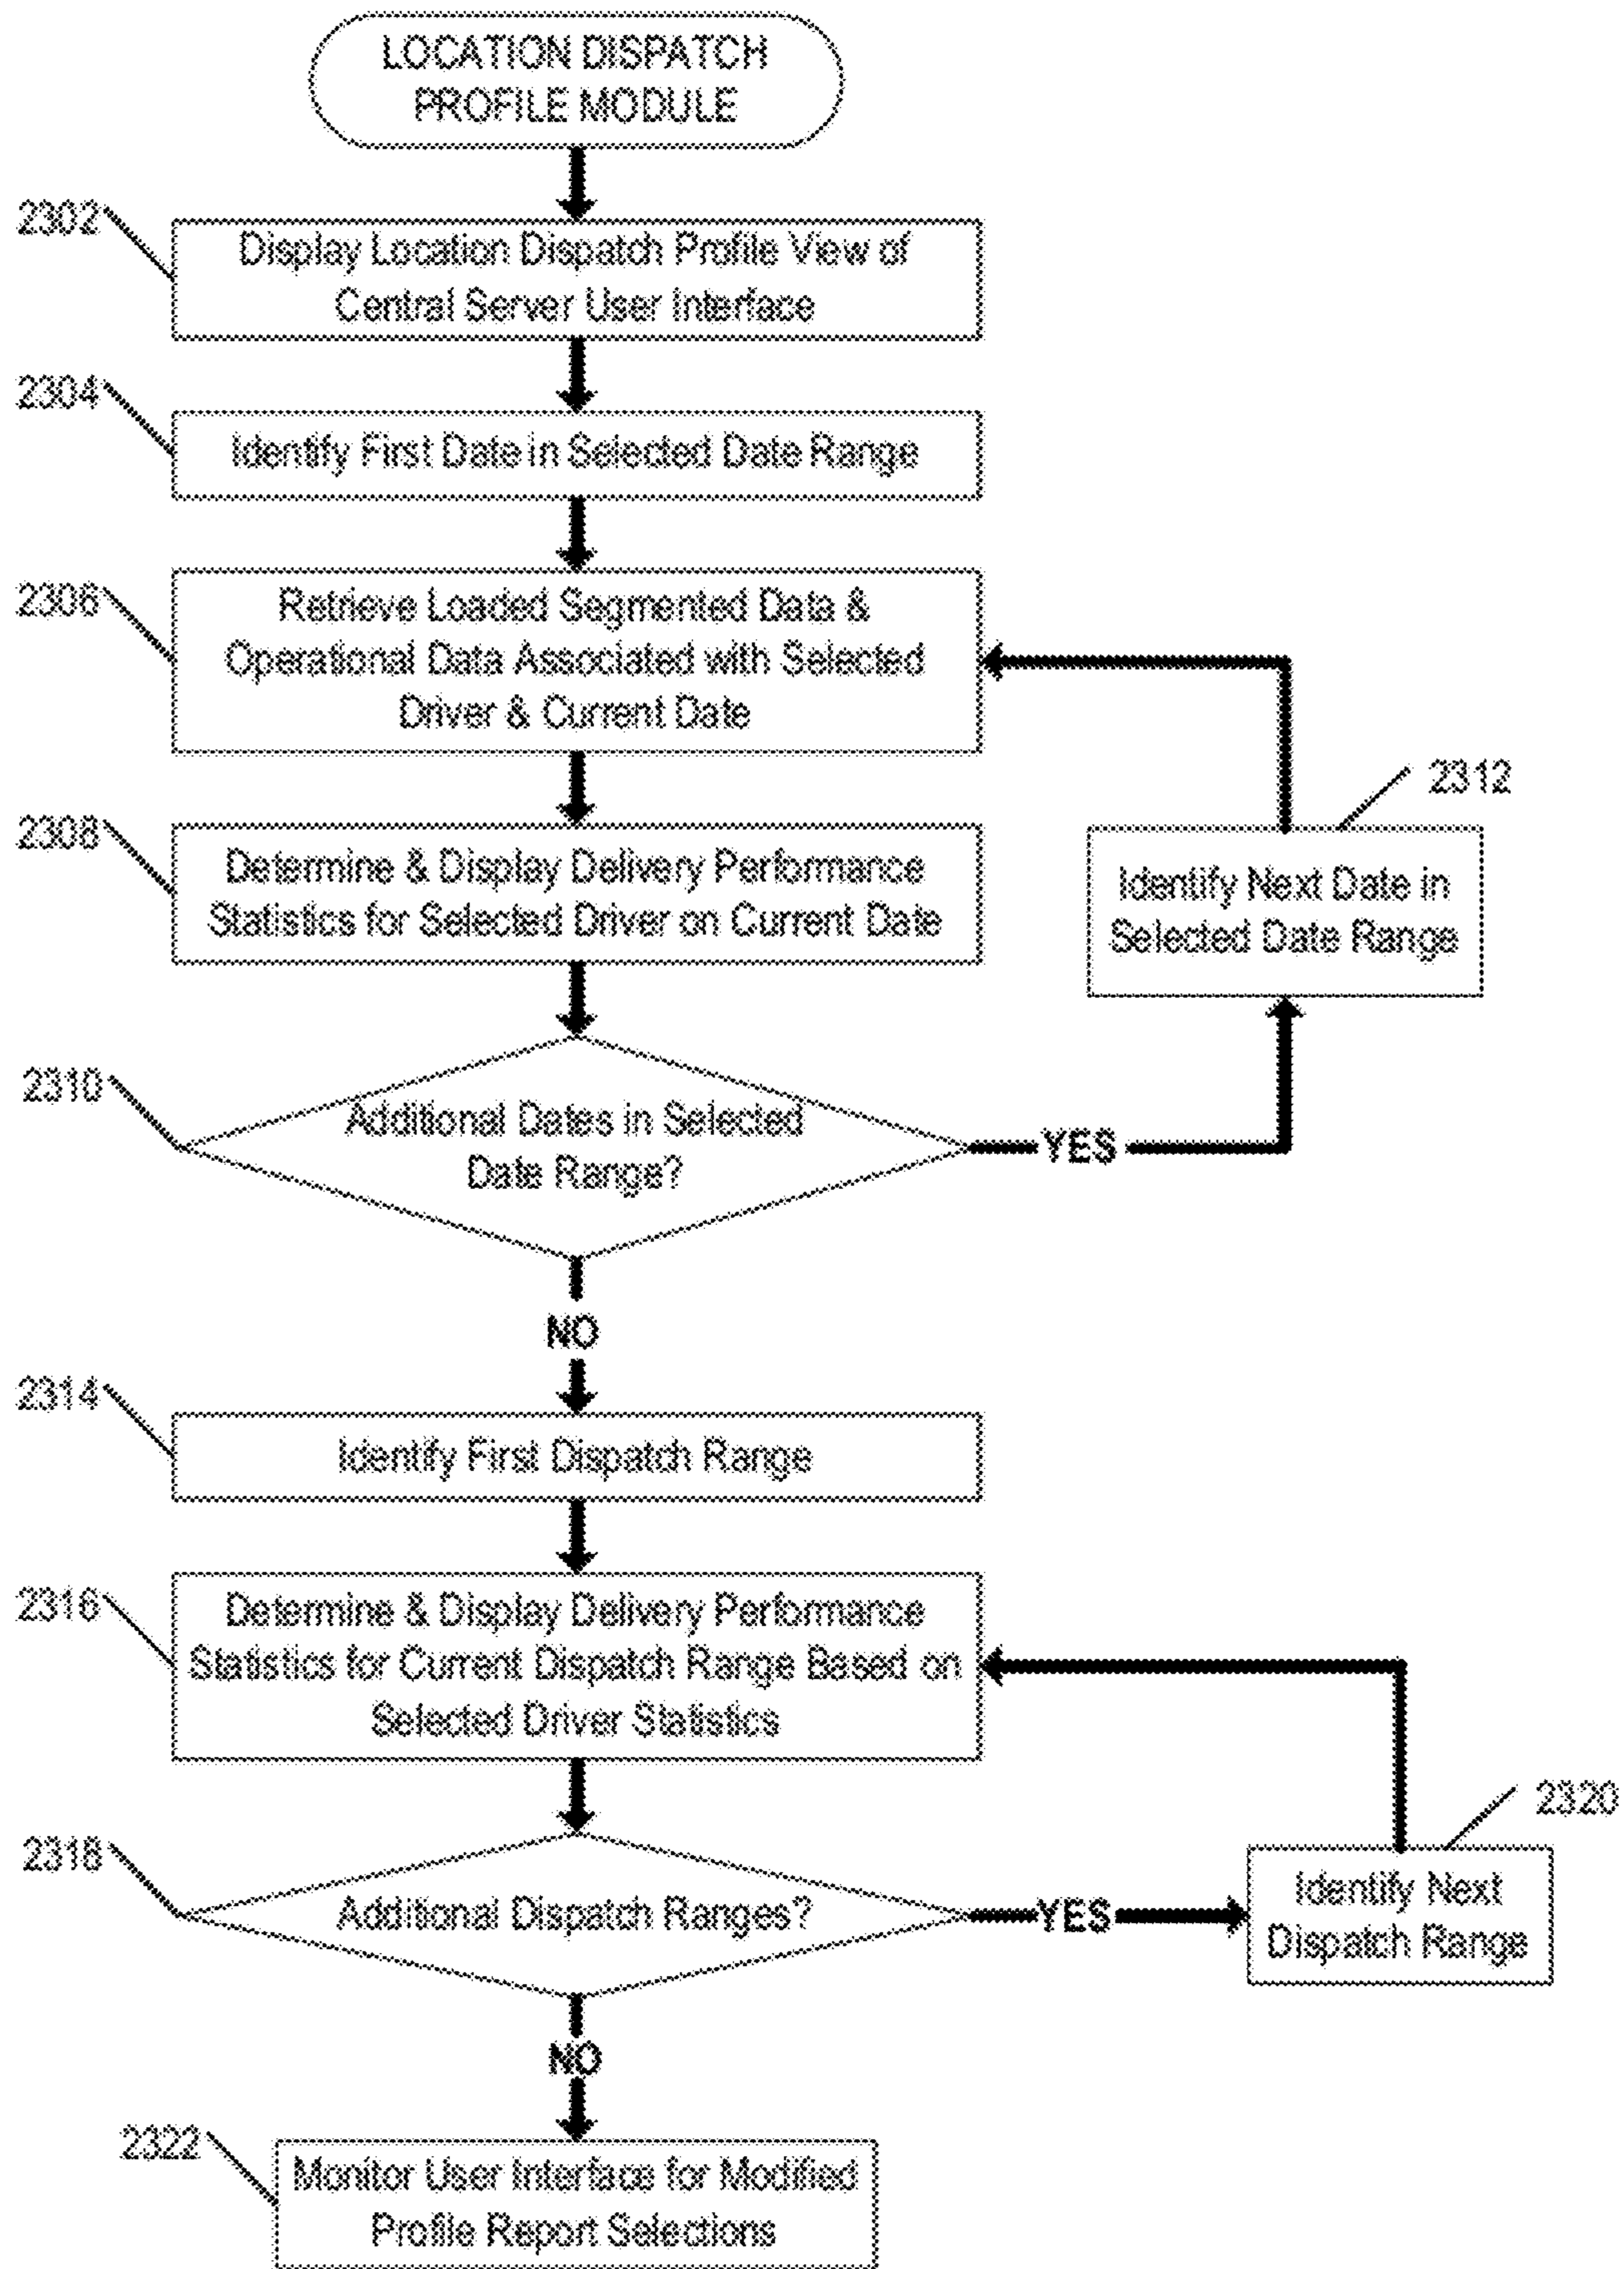 LOCATION DISPATCH
PROFILE MODULE
2302
Display Location Dispatch Profile View of
Central Server User Interface
2304
Identify First Date in Selected Date Range
2306
Retrieve Loaded Segmented Data &
Operational Data Associated with Selected
Driver & Current Date
2308
Determine & Display Delivery Performance
Statistics for Selected Driver on Current Date
2312
Identify Next Date in
Selected Date Range
2310
Additional Dates in Selected
Date Range?
YES
NO
2314
Identify First Dispatch Range
2316
Determine & Display Delivery Performance
Statistics for Current Dispatch Range Based on
Selected Driver Statistics
2318
Additional Dispatch Ranges?
YES
2320
Identify Next
Dispatch Range
NO
2322
Monitor User Interface for Modified
Profile Report Selections